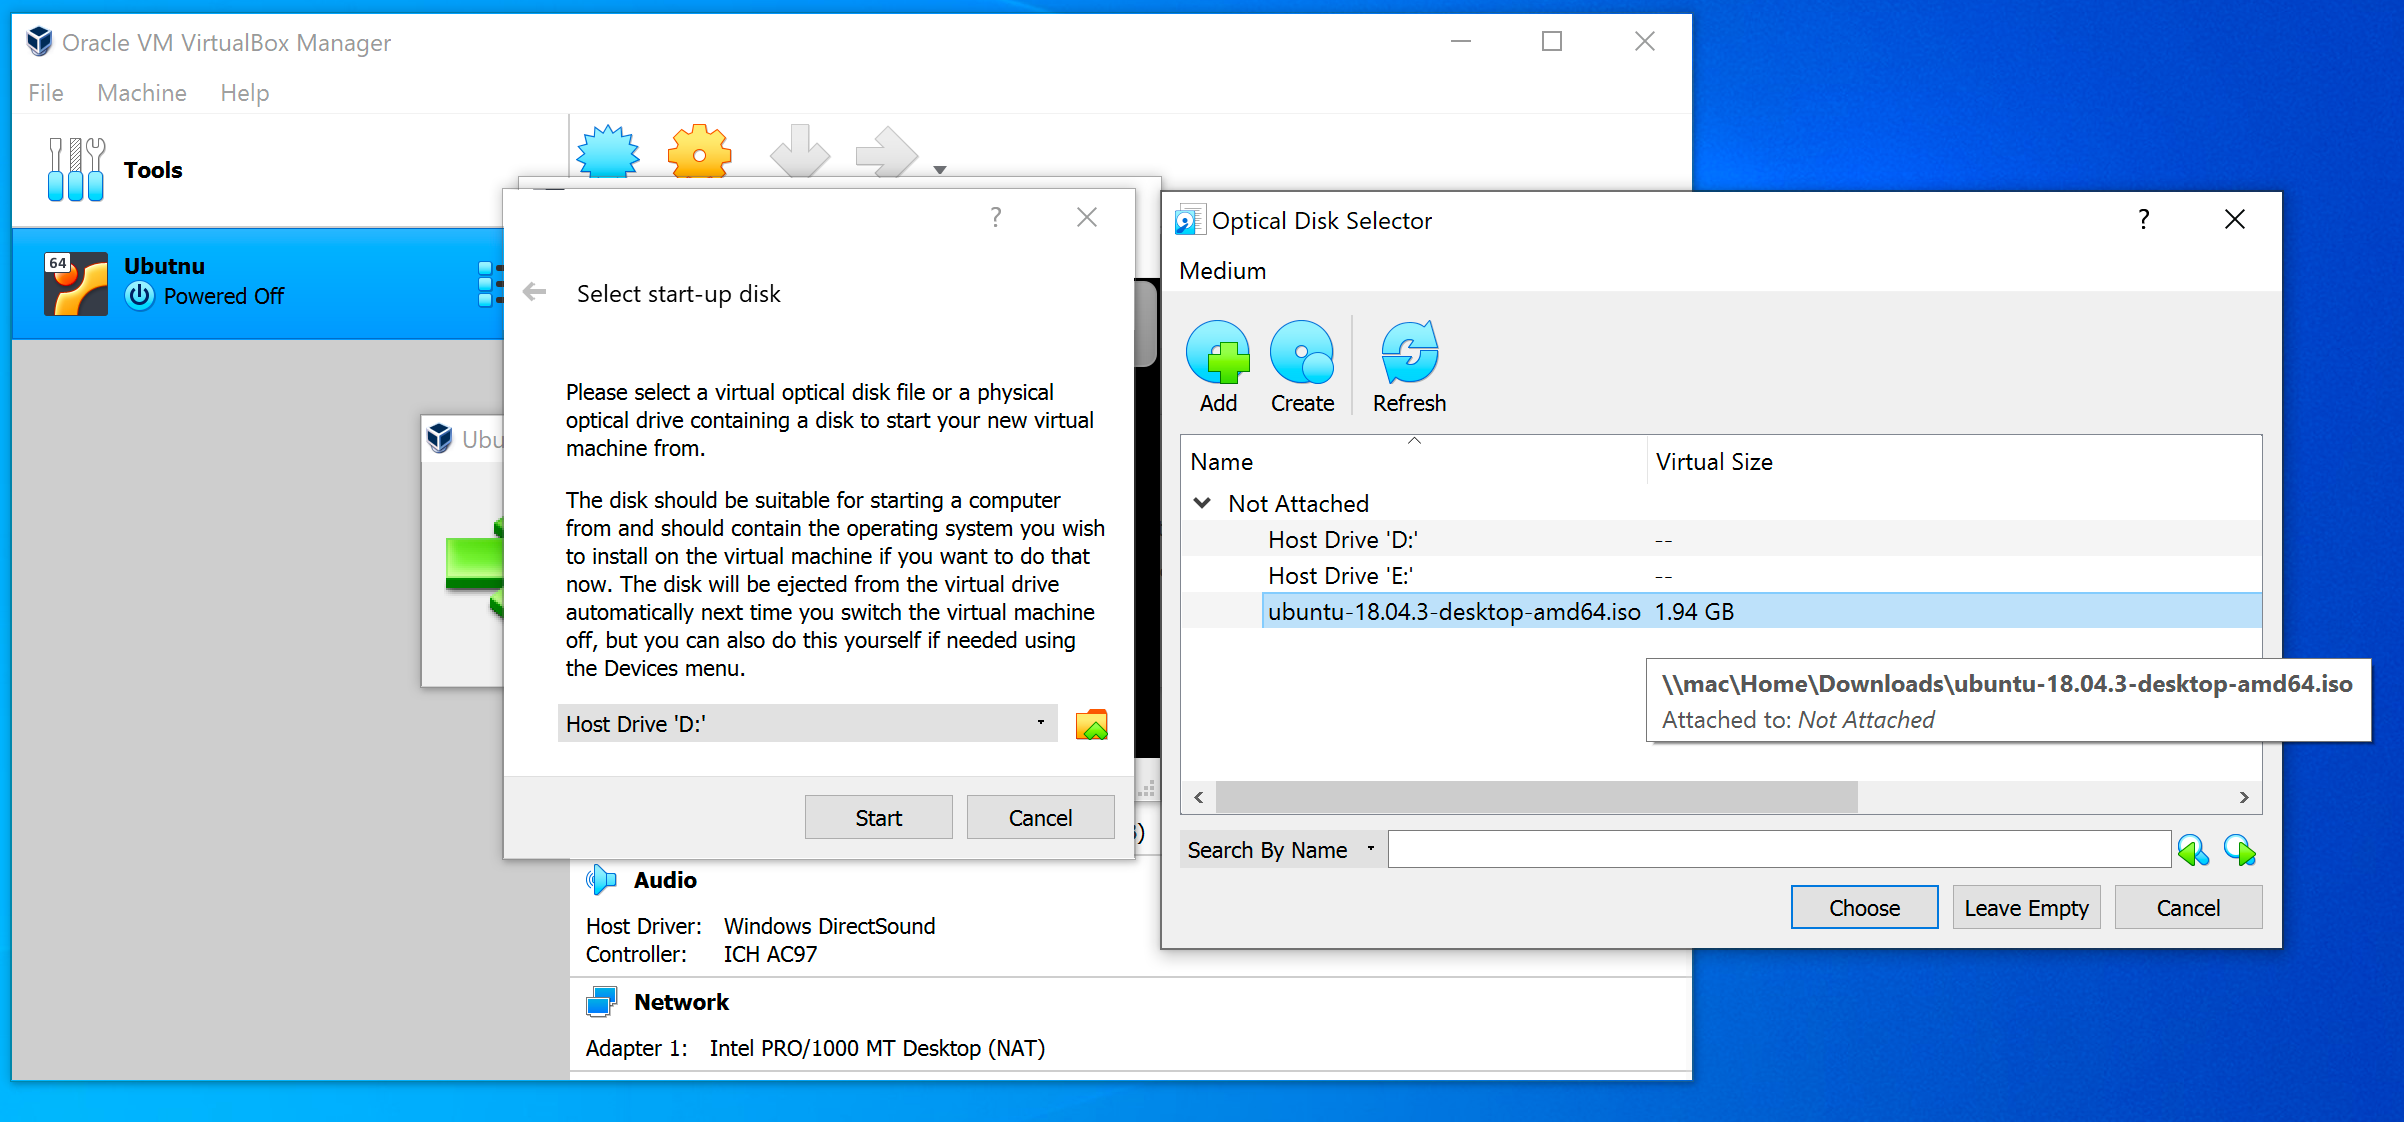 Oracle VM VirtualBox Manager
File Machine Help
Tools
64
Ubutnu
Powered Off
Ubu
?
Select start-up disk
Please select a virtual optical disk file or a physical
optical drive containing a disk to start your new virtual
machine from.
The disk should be suitable for starting a computer
from and should contain the operating system you wish
to install on the virtual machine if you want to do that
now. The disk will be ejected from the virtual drive
automatically next time you switch the virtual machine
off, but you can also do this yourself if needed using
the Devices menu.
Host Drive 'D:'
Start Cancel
Audio
Host Driver: Windows DirectSound
Controller: ICH AC97
Network
Adapter 1: Intel PRO/1000 MT Desktop (NAT)
Optical Disk Selector ?
Medium
Add Create Refresh
Name Virtual Size
Not Attached
Host Drive 'D:' --
Host Drive 'E:' --
ubuntu-18.04.3-desktop-amd64.iso 1.94 GB
\\mac\Home\Downloads\ubuntu-18.04.3-desktop-amd64.iso
Attached to: Not Attached
Search By Name
Choose Leave Empty Cancel